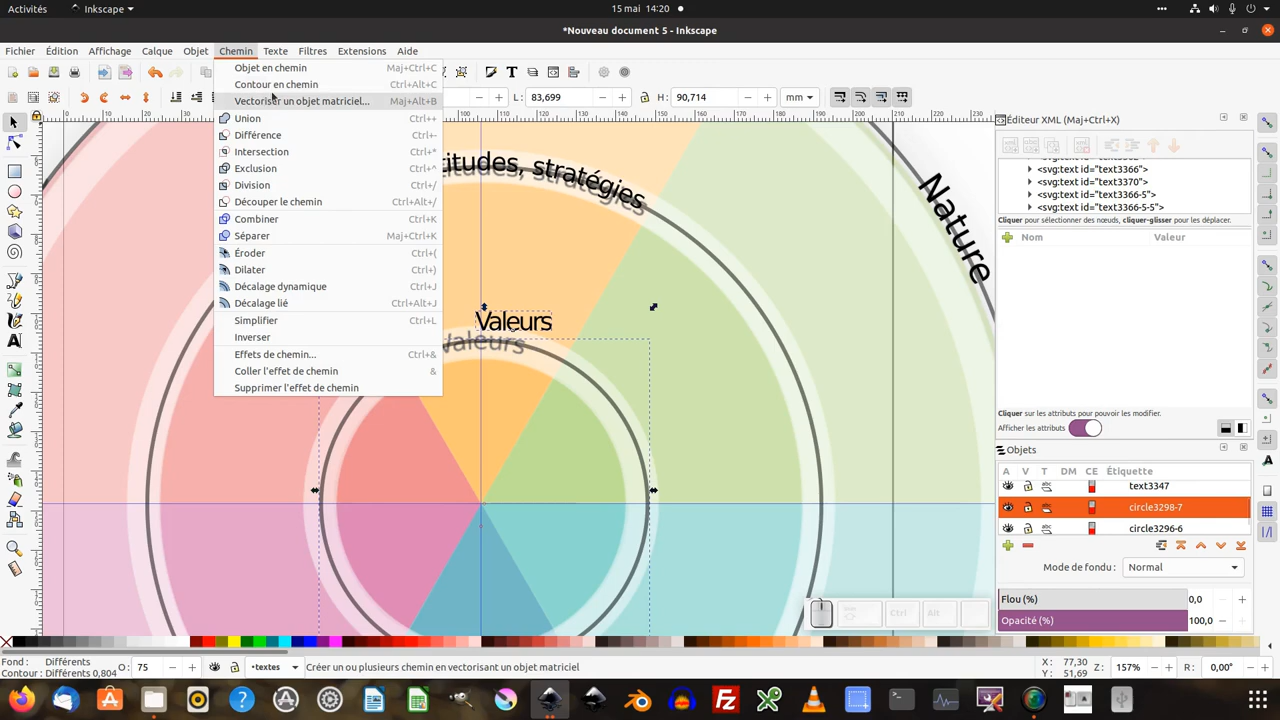 Activités
Inkscape
15 mai 14:20
*Nouveau document 5 - Inkscape
Fichier Édition Affichage Calque Objet Chemin Texte Filtres Extensions Aide
Objet en chemin Maj+Ctrl+C
Contour en chemin Ctrl+Alt+C
Vectoriser un objet matriciel... Maj+Alt+B
Union Ctrl++
Différence Ctrl+-
Intersection Ctrl+*
Exclusion Ctrl+^
Division Ctrl+/
Découper le chemin Ctrl+Alt+/
Combiner Ctrl+K
Séparer Maj+Ctrl+K
Éroder Ctrl+(
Dilater Ctrl+)
Décalage dynamique Ctrl+J
Décalage lié Ctrl+Alt+J
Simplifier Ctrl+L
Inverser
Effets de chemin... Ctrl+&
Coller l'effet de chemin &
Supprimer l'effet de chemin
L: 83,699 H: 90,714 mm
titudes, stratégies
Nature
Valeurs
Valeurs
Éditeur XML (Maj+Ctrl+X)
<svg:text id="text3366">
<svg:text id="text3370">
<svg:text id="text3366-5">
<svg:text id="text3366-5-5">
Cliquer pour sélectionner des nœuds, cliquer-glisser pour les déplacer.
Nom Valeur
Cliquer sur les attributs pour pouvoir les modifier.
Afficher les attributs
Objets
A V T DM CE Étiquette
text3347
circle3298-7
circle3296-6
Mode de fondu : Normal
Flou (%) 0,0
Opacité (%) 100,0
Ctrl Alt
Fond : Différents
Contour : Différents 0,804
O: 75
•textes
Créer un ou plusieurs chemin en vectorisant un objet matriciel
X: 77,30
Y: 51,69
Z: 157%
R: 0,00°